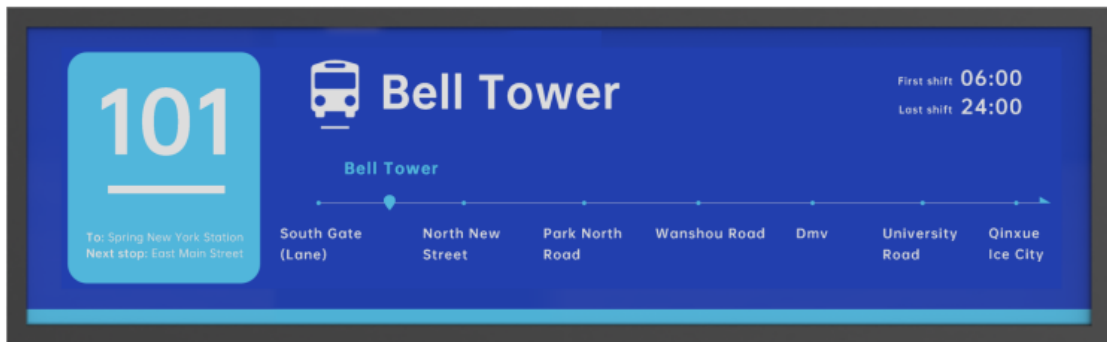 101
To: Spring New York Station
Next stop: East Main Street
Bell Tower
First shift 06:00
Last shift 24:00
Bell Tower
South Gate
(Lane)
North New
Street
Park North
Road
Wanshou Road
Dmv
University
Road
Qinxue
Ice City